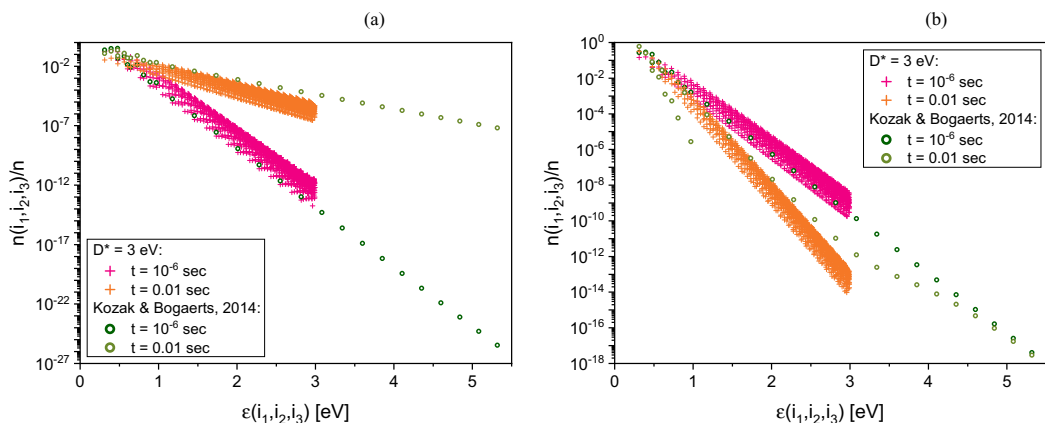 (a)
n(i₁,i₂,i₃)/n
10⁻²
10⁻⁷
10⁻¹²
10⁻¹⁷
10⁻²²
10⁻²⁷
D* = 3 eV:
t = 10⁻⁶ sec
t = 0.01 sec
Kozak & Bogaerts, 2014:
t = 10⁻⁶ sec
t = 0.01 sec
0 1 2 3 4 5
ε(i₁,i₂,i₃) [eV]
(b)
n(i₁,i₂,i₃)/n
10⁰
10⁻²
10⁻⁴
10⁻⁶
10⁻⁸
10⁻¹⁰
10⁻¹²
10⁻¹⁴
10⁻¹⁶
10⁻¹⁸
D* = 3 eV:
t = 10⁻⁶ sec
t = 0.01 sec
Kozak & Bogaerts, 2014:
t = 10⁻⁶ sec
t = 0.01 sec
0 1 2 3 4 5
ε(i₁,i₂,i₃) [eV]